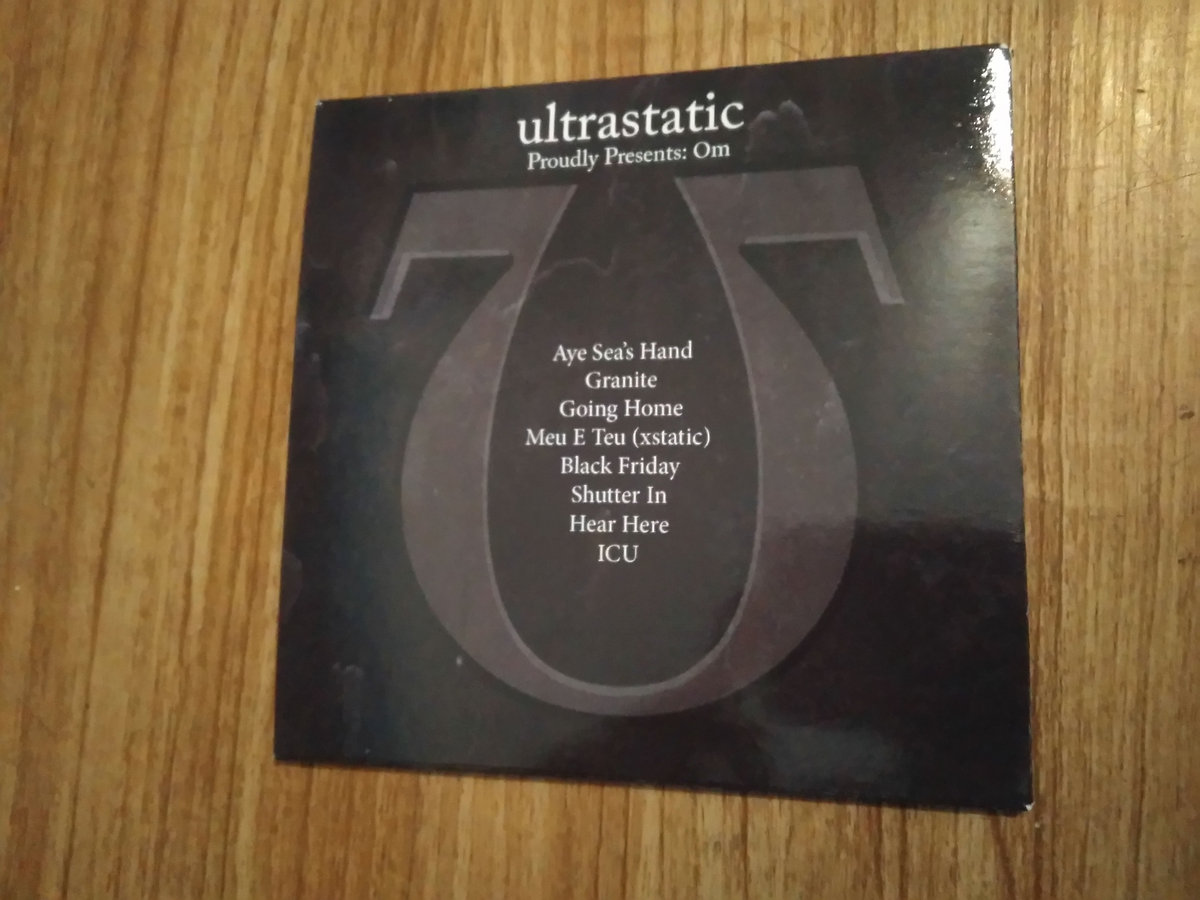 ultrastatic
Proudly Presents: Om
Aye Sea's Hand
Granite
Going Home
Meu E Teu (xstatic)
Black Friday
Shutter In
Hear Here
ICU